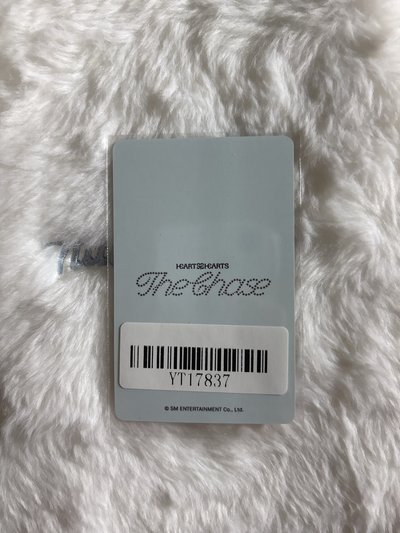 HEARTS2HEARTS
The Chase
YT17837
© SM ENTERTAINMENT Co., Ltd.